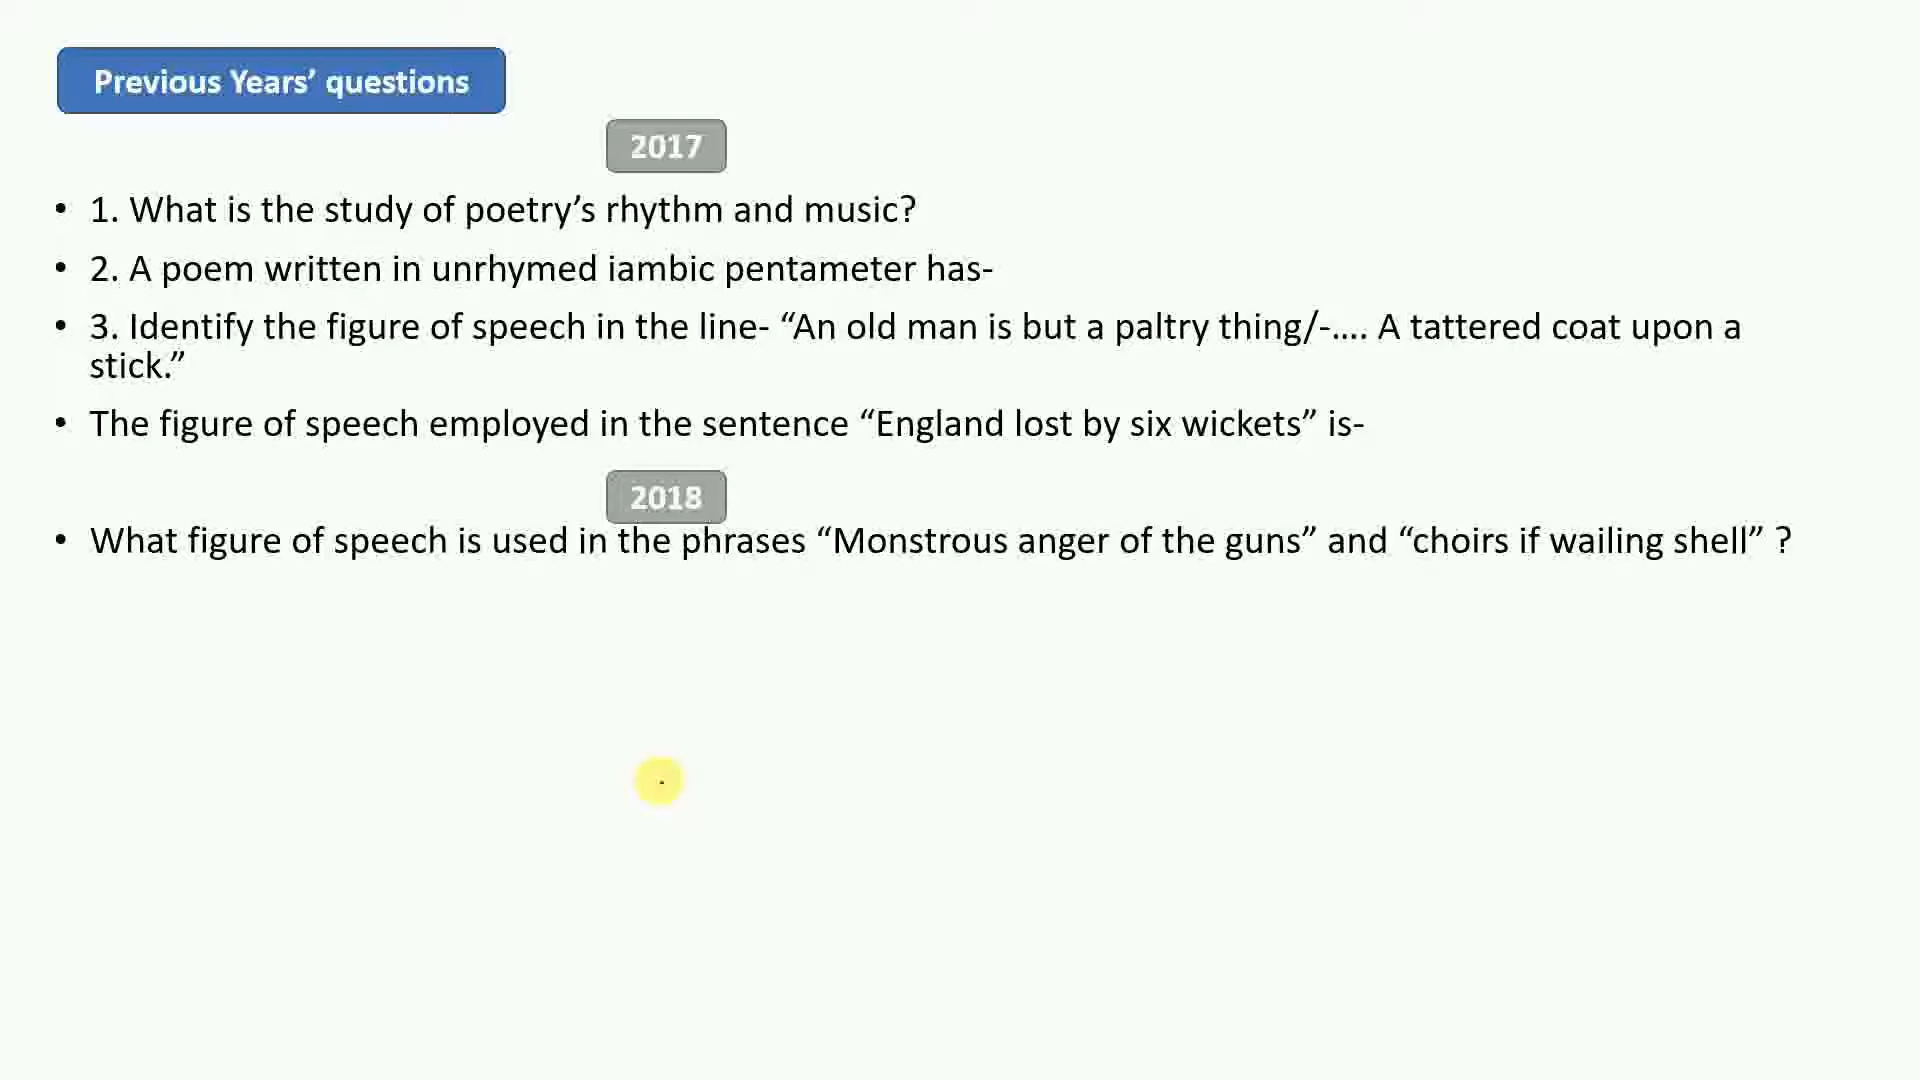 Previous Years’ questions
2017
• 1. What is the study of poetry’s rhythm and music?
• 2. A poem written in unrhymed iambic pentameter has-
• 3. Identify the figure of speech in the line- “An old man is but a paltry thing/-.... A tattered coat upon a
stick.”
• The figure of speech employed in the sentence “England lost by six wickets” is-
2018
• What figure of speech is used in the phrases “Monstrous anger of the guns” and “choirs if wailing shell” ?